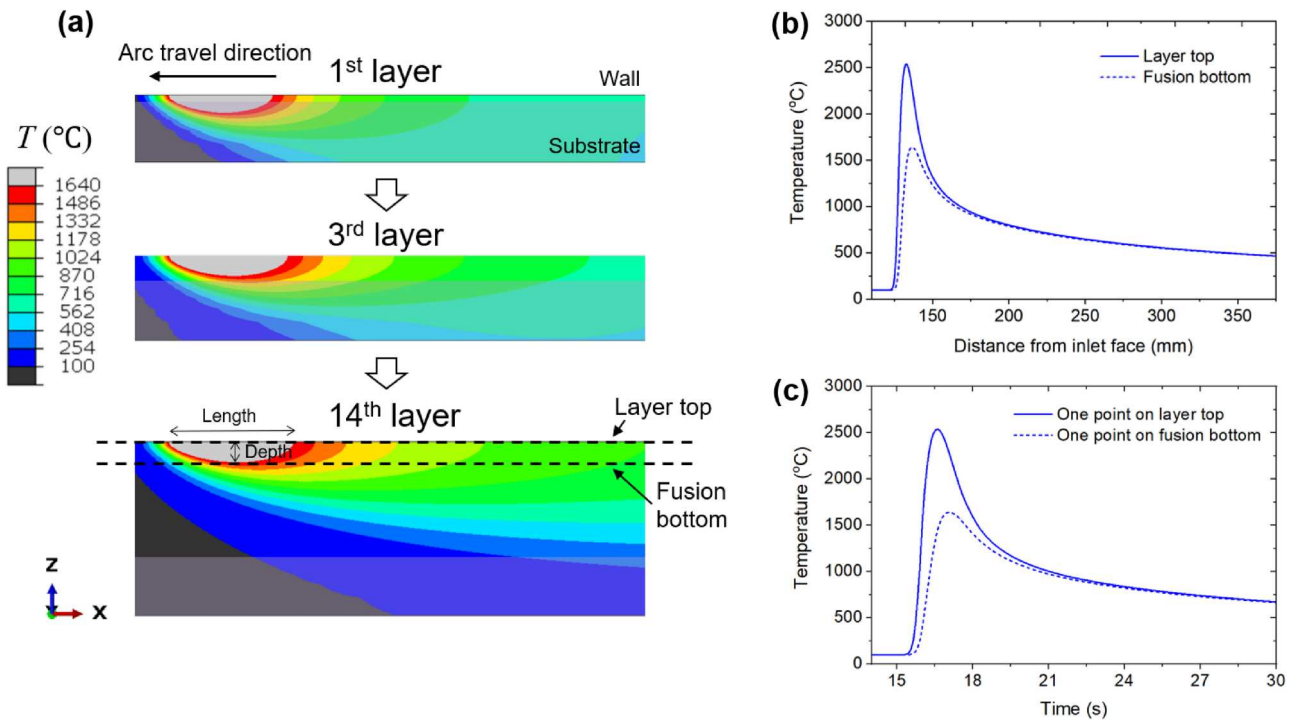 (a)
Arc travel direction
1st layer
Wall
Substrate
T (°C)
1640
1486
1332
1178
1024
870
716
562
408
254
100
3rd layer
14th layer
Length
Depth
Layer top
Fusion bottom
z
x
(b)
3000
2500
2000
1500
1000
500
0
Temperature (°C)
Layer top
Fusion bottom
150 200 250 300 350
Distance from inlet face (mm)
(c)
3000
2500
2000
1500
1000
500
0
Temperature (°C)
One point on layer top
One point on fusion bottom
15 18 21 24 27 30
Time (s)